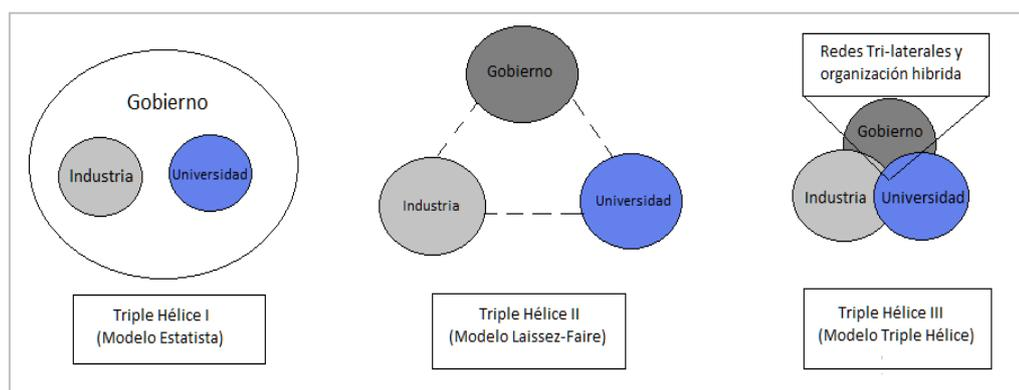 Gobierno
Industria
Universidad
Triple Hélice I
(Modelo Estatista)
Gobierno
Industria
Universidad
Triple Hélice II
(Modelo Laissez-Faire)
Redes Tri-laterales y
organización hibrida
Gobierno
Industria
Universidad
Triple Hélice III
(Modelo Triple Hélice)